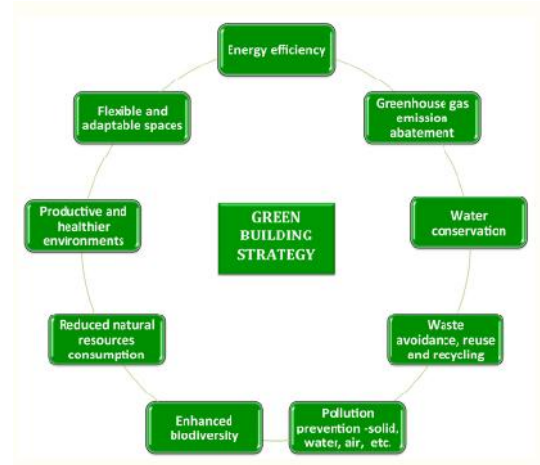 Energy efficiency
Greenhouse gas
emission
abatement
Water
conservation
Waste
avoidance, reuse
and recycling
Pollution
prevention -solid,
water, air, etc.
Enhanced
biodiversity
Reduced natural
resources
consumption
Productive and
healthier
environments
Flexible and
adaptable spaces
GREEN
BUILDING
STRATEGY